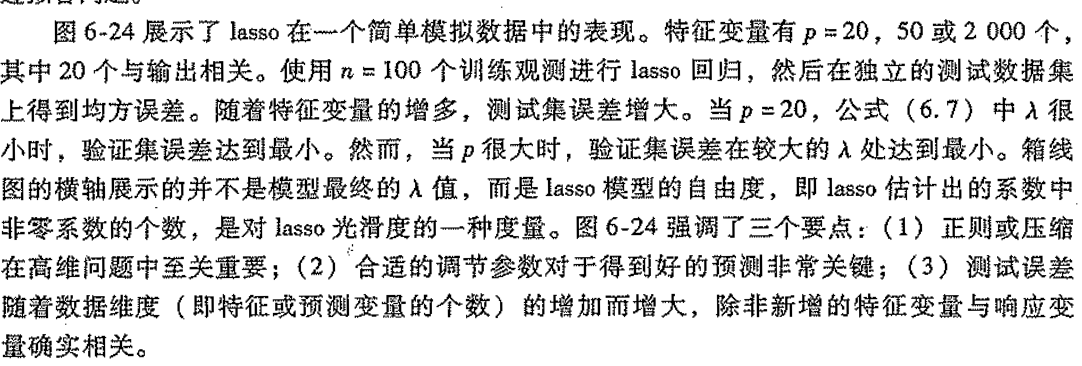 图 6-24 展示了 lasso 在一个简单模拟数据中的表现。特征变量有 p = 20，50 或 2 000 个，
其中 20 个与输出相关。使用 n = 100 个训练观测进行 lasso 回归，然后在独立的测试数据集
上得到均方误差。随着特征变量的增多，测试集误差增大。当 p = 20，公式（6.7）中 λ 很
小时，验证集误差达到最小。然而，当 p 很大时，验证集误差在较大的 λ 处达到最小。箱线
图的横轴展示的并不是模型最终的 λ 值，而是 lasso 模型的自由度，即 lasso 估计出的系数中
非零系数的个数，是对 lasso 光滑度的一种度量。图 6-24 强调了三个要点：（1）正则或压缩
在高维问题中至关重要；（2）合适的调节参数对于得到好的预测非常关键；（3）测试误差
随着数据维度（即特征或预测变量的个数）的增加而增大，除非新增的特征变量与响应变
量确实相关。